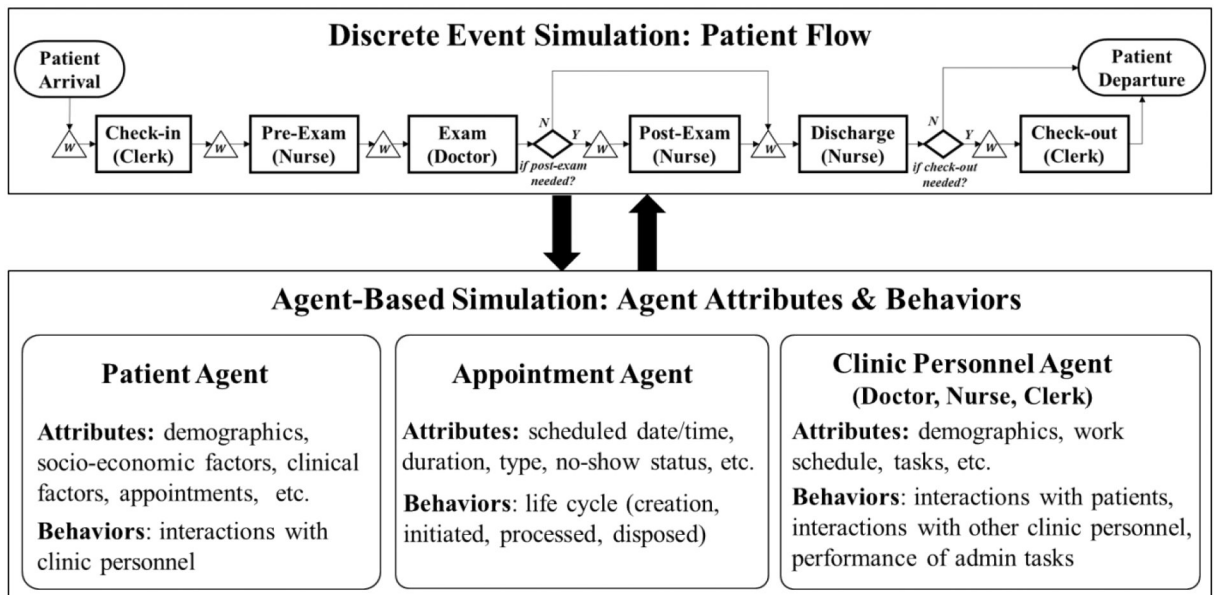 Discrete Event Simulation: Patient Flow
Patient
Arrival
Patient
Departure
W
Check-in
(Clerk)
W
Pre-Exam
(Nurse)
W
Exam
(Doctor)
N
Y
if post-exam
needed?
W
Post-Exam
(Nurse)
W
Discharge
(Nurse)
N
Y
if check-out
needed?
W
Check-out
(Clerk)
Agent-Based Simulation: Agent Attributes & Behaviors
Patient Agent
Attributes: demographics,
socio-economic factors, clinical
factors, appointments, etc.
Behaviors: interactions with
clinic personnel
Appointment Agent
Attributes: scheduled date/time,
duration, type, no-show status, etc.
Behaviors: life cycle (creation,
initiated, processed, disposed)
Clinic Personnel Agent
(Doctor, Nurse, Clerk)
Attributes: demographics, work
schedule, tasks, etc.
Behaviors: interactions with patients,
interactions with other clinic personnel,
performance of admin tasks